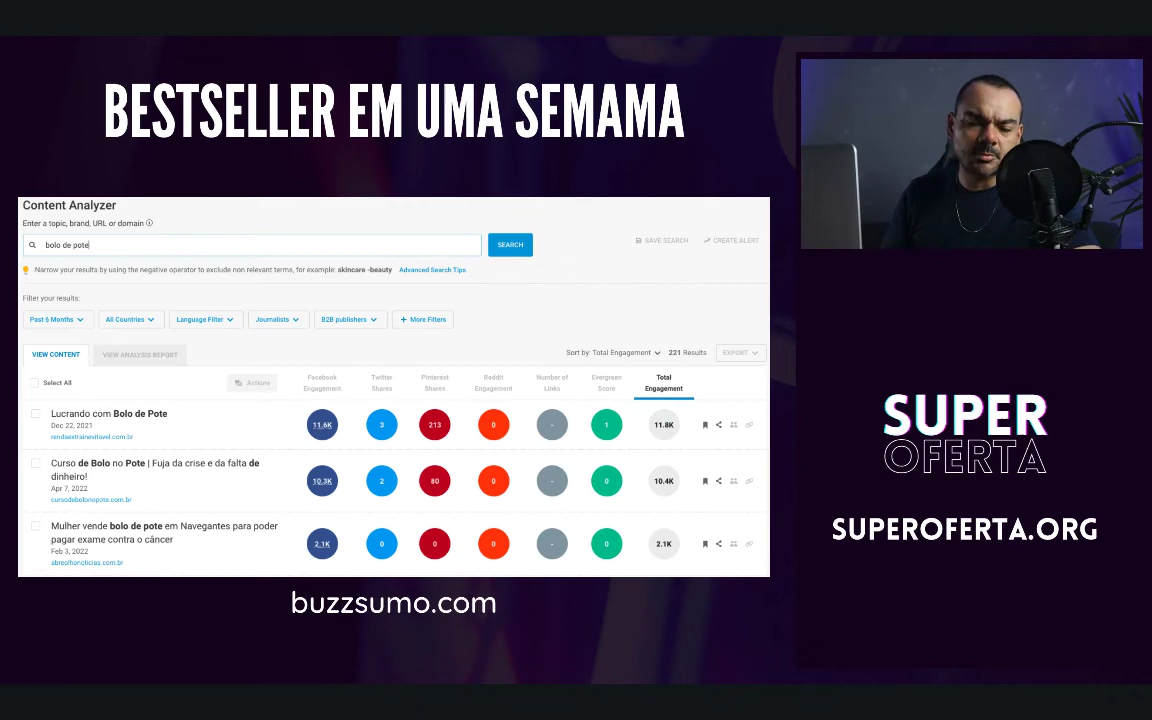 BESTSELLER EM UMA SEMAMA
Content Analyzer
Enter a topic, brand, URL or domain
bolo de pote
SEARCH
SAVE SEARCH
CREATE ALERT
Narrow your results by using the negative operator to exclude non relevant terms, for example: skincare -beauty Advanced Search Tips
Filter your results:
Past 6 Months
All Countries
Language Filter
Journalists
B2B publishers
+ More Filters
VIEW CONTENT
VIEW ANALYSIS REPORT
Sort by: Total Engagement
221 Results
EXPORT
Select All
Actions
Facebook Engagement
Twitter Shares
Pinterest Shares
Reddit Engagement
Number of Links
Evergreen Score
Total Engagement
Lucrando com Bolo de Pote
Dec 22, 2021
rendaextrainevitavel.com.br
11.6K 3 213 0 - 1 11.8K
Curso de Bolo no Pote | Fuja da crise e da falta de
dinheiro!
Apr 7, 2022
cursodebolonopote.com.br
10.3K 2 80 0 - 0 10.4K
Mulher vende bolo de pote em Navegantes para poder
pagar exame contra o câncer
Feb 3, 2022
abreolhonoticias.com.br
2.1K 0 0 0 - 0 2.1K
buzzsumo.com
SUPER
OFERTA
SUPEROFERTA.ORG